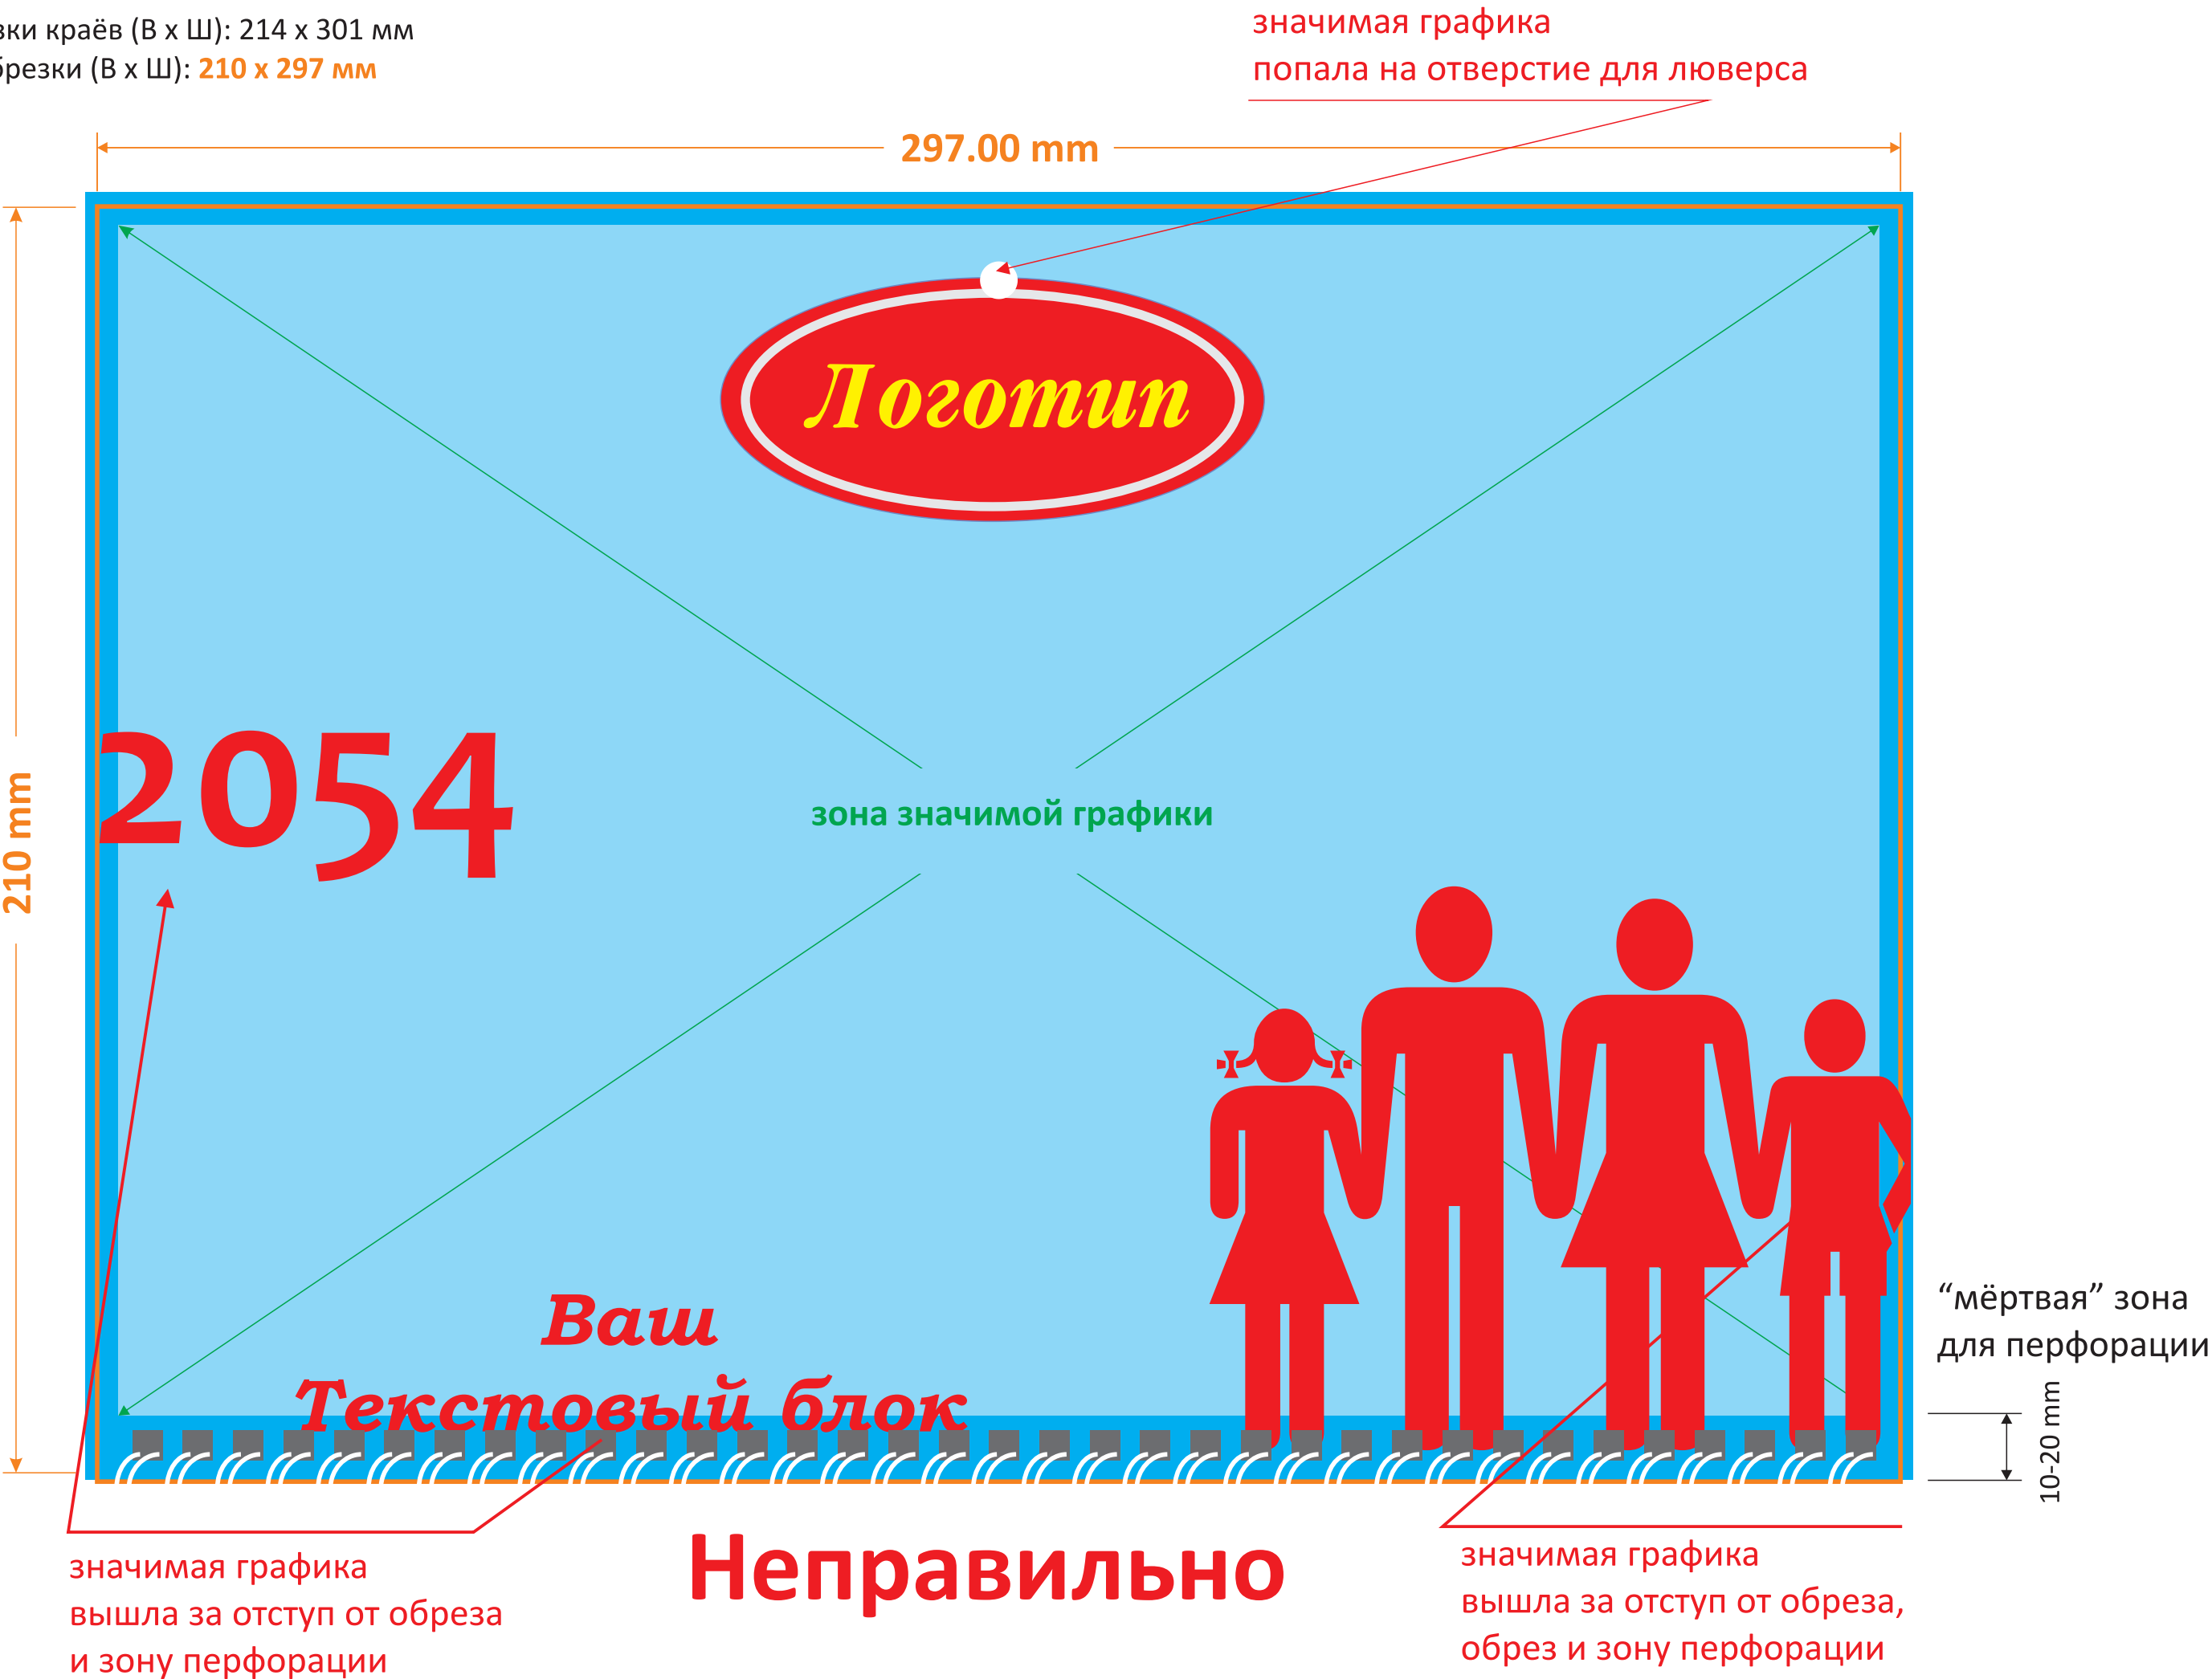 зки краёв (В х Ш): 214 х 301 мм
брезки (В х Ш): 210 х 297 мм
значимая графика
попала на отверстие для люверса
297.00 mm
Логотип
210 mm
2054
зона значимой графики
Ваш
Текстовый блок
“мёртвая” зона
для перфорации
10-20 mm
Неправильно
значимая графика
вышла за отступ от обреза
и зону перфорации
значимая графика
вышла за отступ от обреза,
обрез и зону перфорации